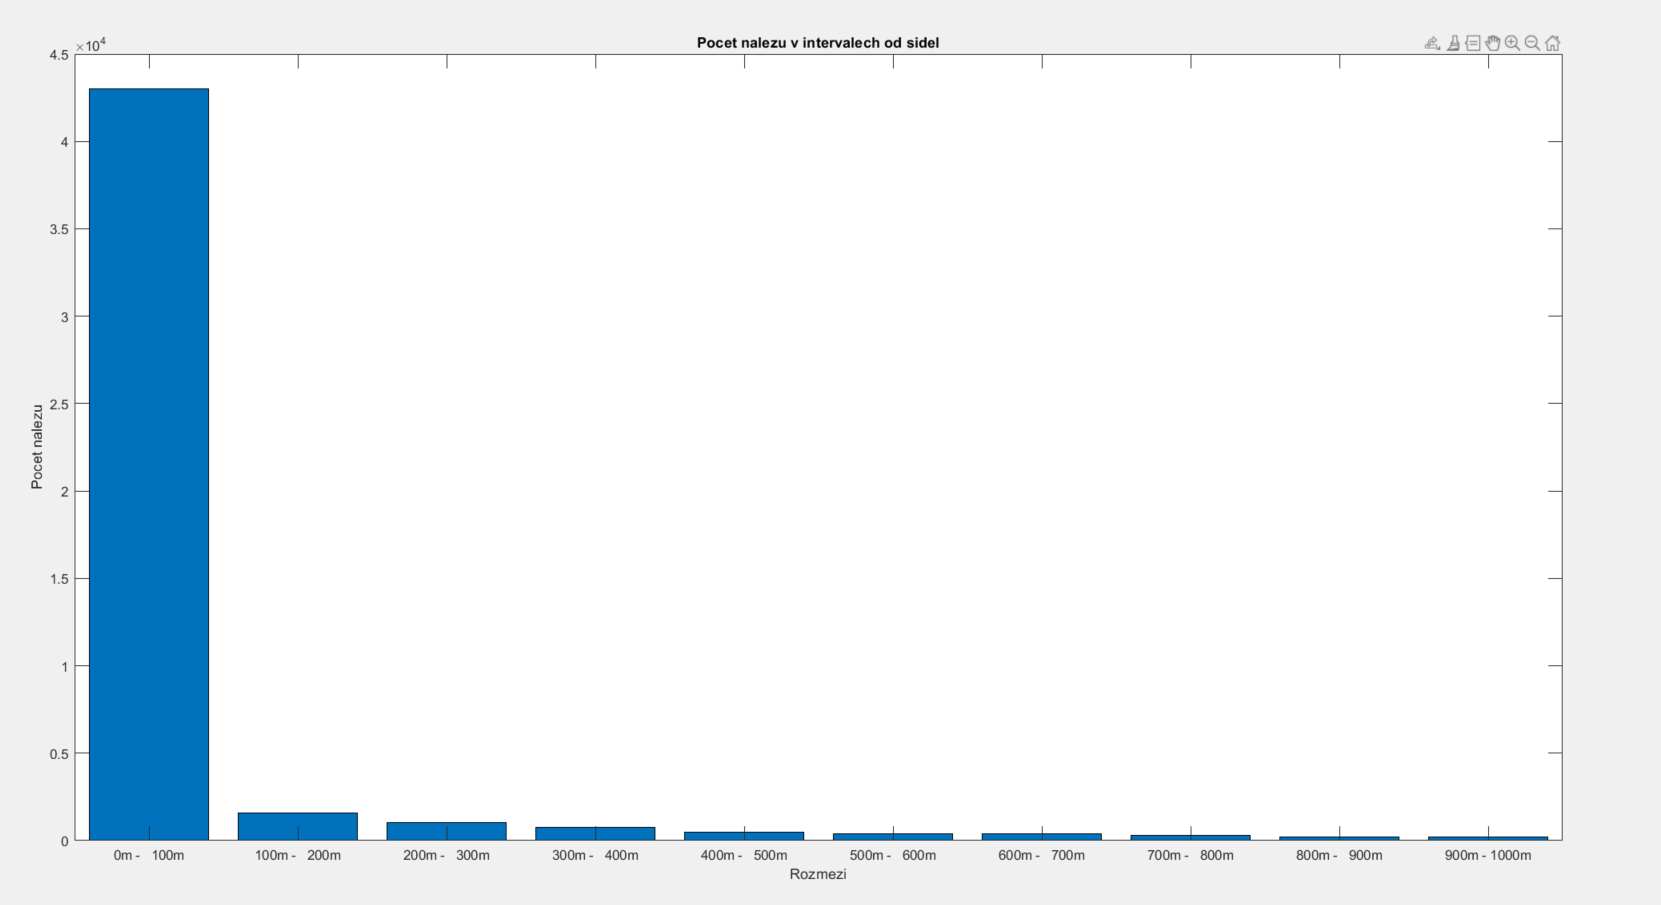 Pocet nalezu v intervalech od sidel
×10⁴
4.5
4
3.5
3
2.5
2
1.5
1
0.5
0
Pocet nalezu
0m - 100m 100m - 200m 200m - 300m 300m - 400m 400m - 500m 500m - 600m 600m - 700m 700m - 800m 800m - 900m 900m - 1000m
Rozmezi